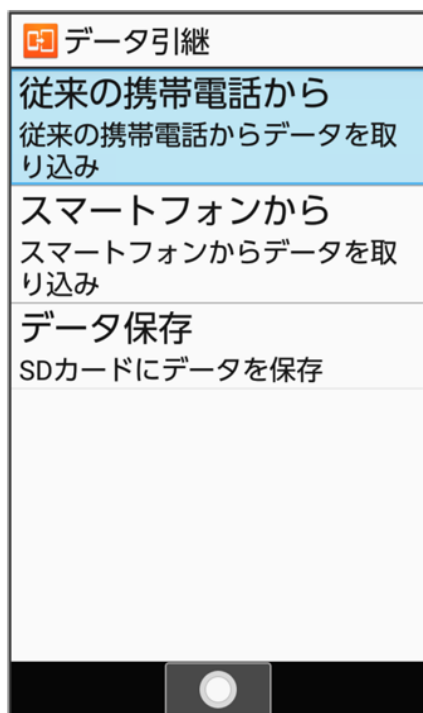 データ引継
従来の携帯電話から
従来の携帯電話からデータを取
り込み
スマートフォンから
スマートフォンからデータを取
り込み
データ保存
SDカードにデータを保存